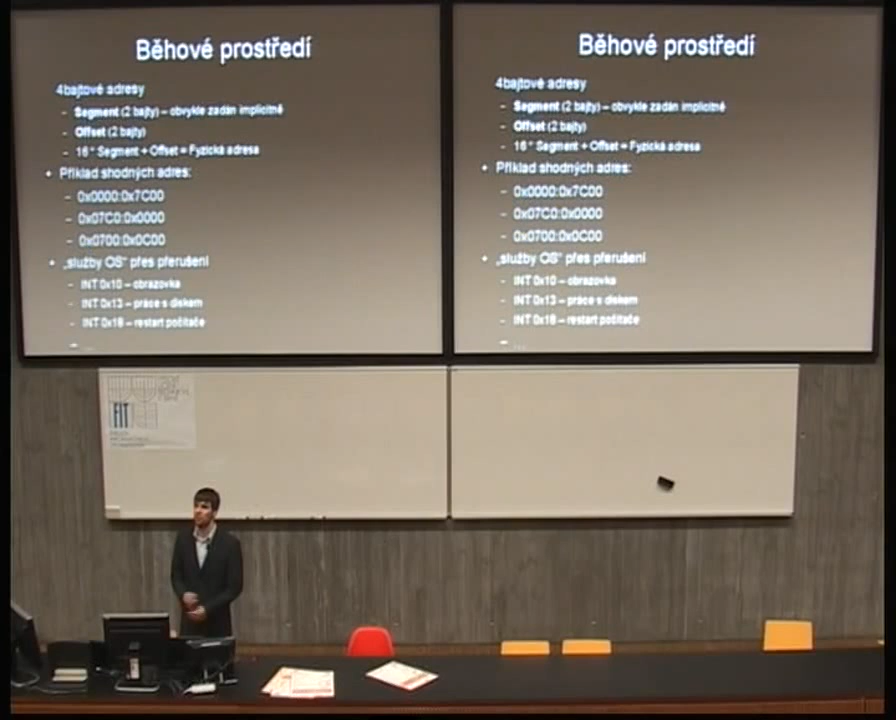 Běhové prostředí
4bajtové adresy
– Segment (2 bajty) – obvykle zadán implicitně
– Offset (2 bajty)
– 16 * Segment + Offset = Fyzická adresa
• Příklad shodných adres:
– 0x0000:0x7C00
– 0x07C0:0x0000
– 0x0700:0x0C00
• „služby OS“ přes přerušení
– INT 0x10 – obrazovka
– INT 0x13 – práce s diskem
– INT 0x18 – restart počítače
– ...
Běhové prostředí
4bajtové adresy
– Segment (2 bajty) – obvykle zadán implicitně
– Offset (2 bajty)
– 16 * Segment + Offset = Fyzická adresa
• Příklad shodných adres:
– 0x0000:0x7C00
– 0x07C0:0x0000
– 0x0700:0x0C00
• „služby OS“ přes přerušení
– INT 0x10 – obrazovka
– INT 0x13 – práce s diskem
– INT 0x18 – restart počítače
– ...
FIT